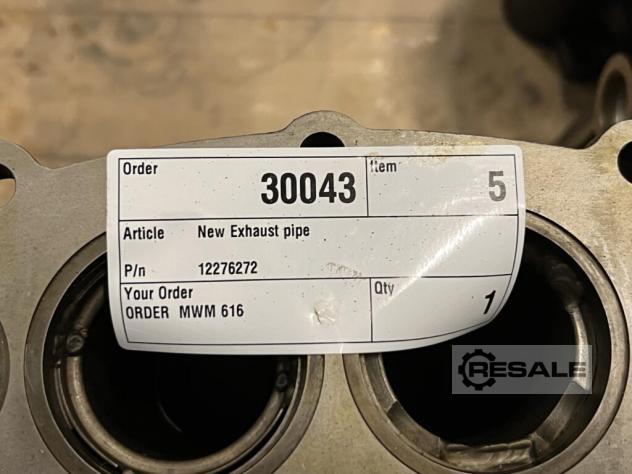 Order 30043 Item 5
Article New Exhaust pipe
P/n 12276272
Your Order Qty
ORDER MWM 616 1
RESALE